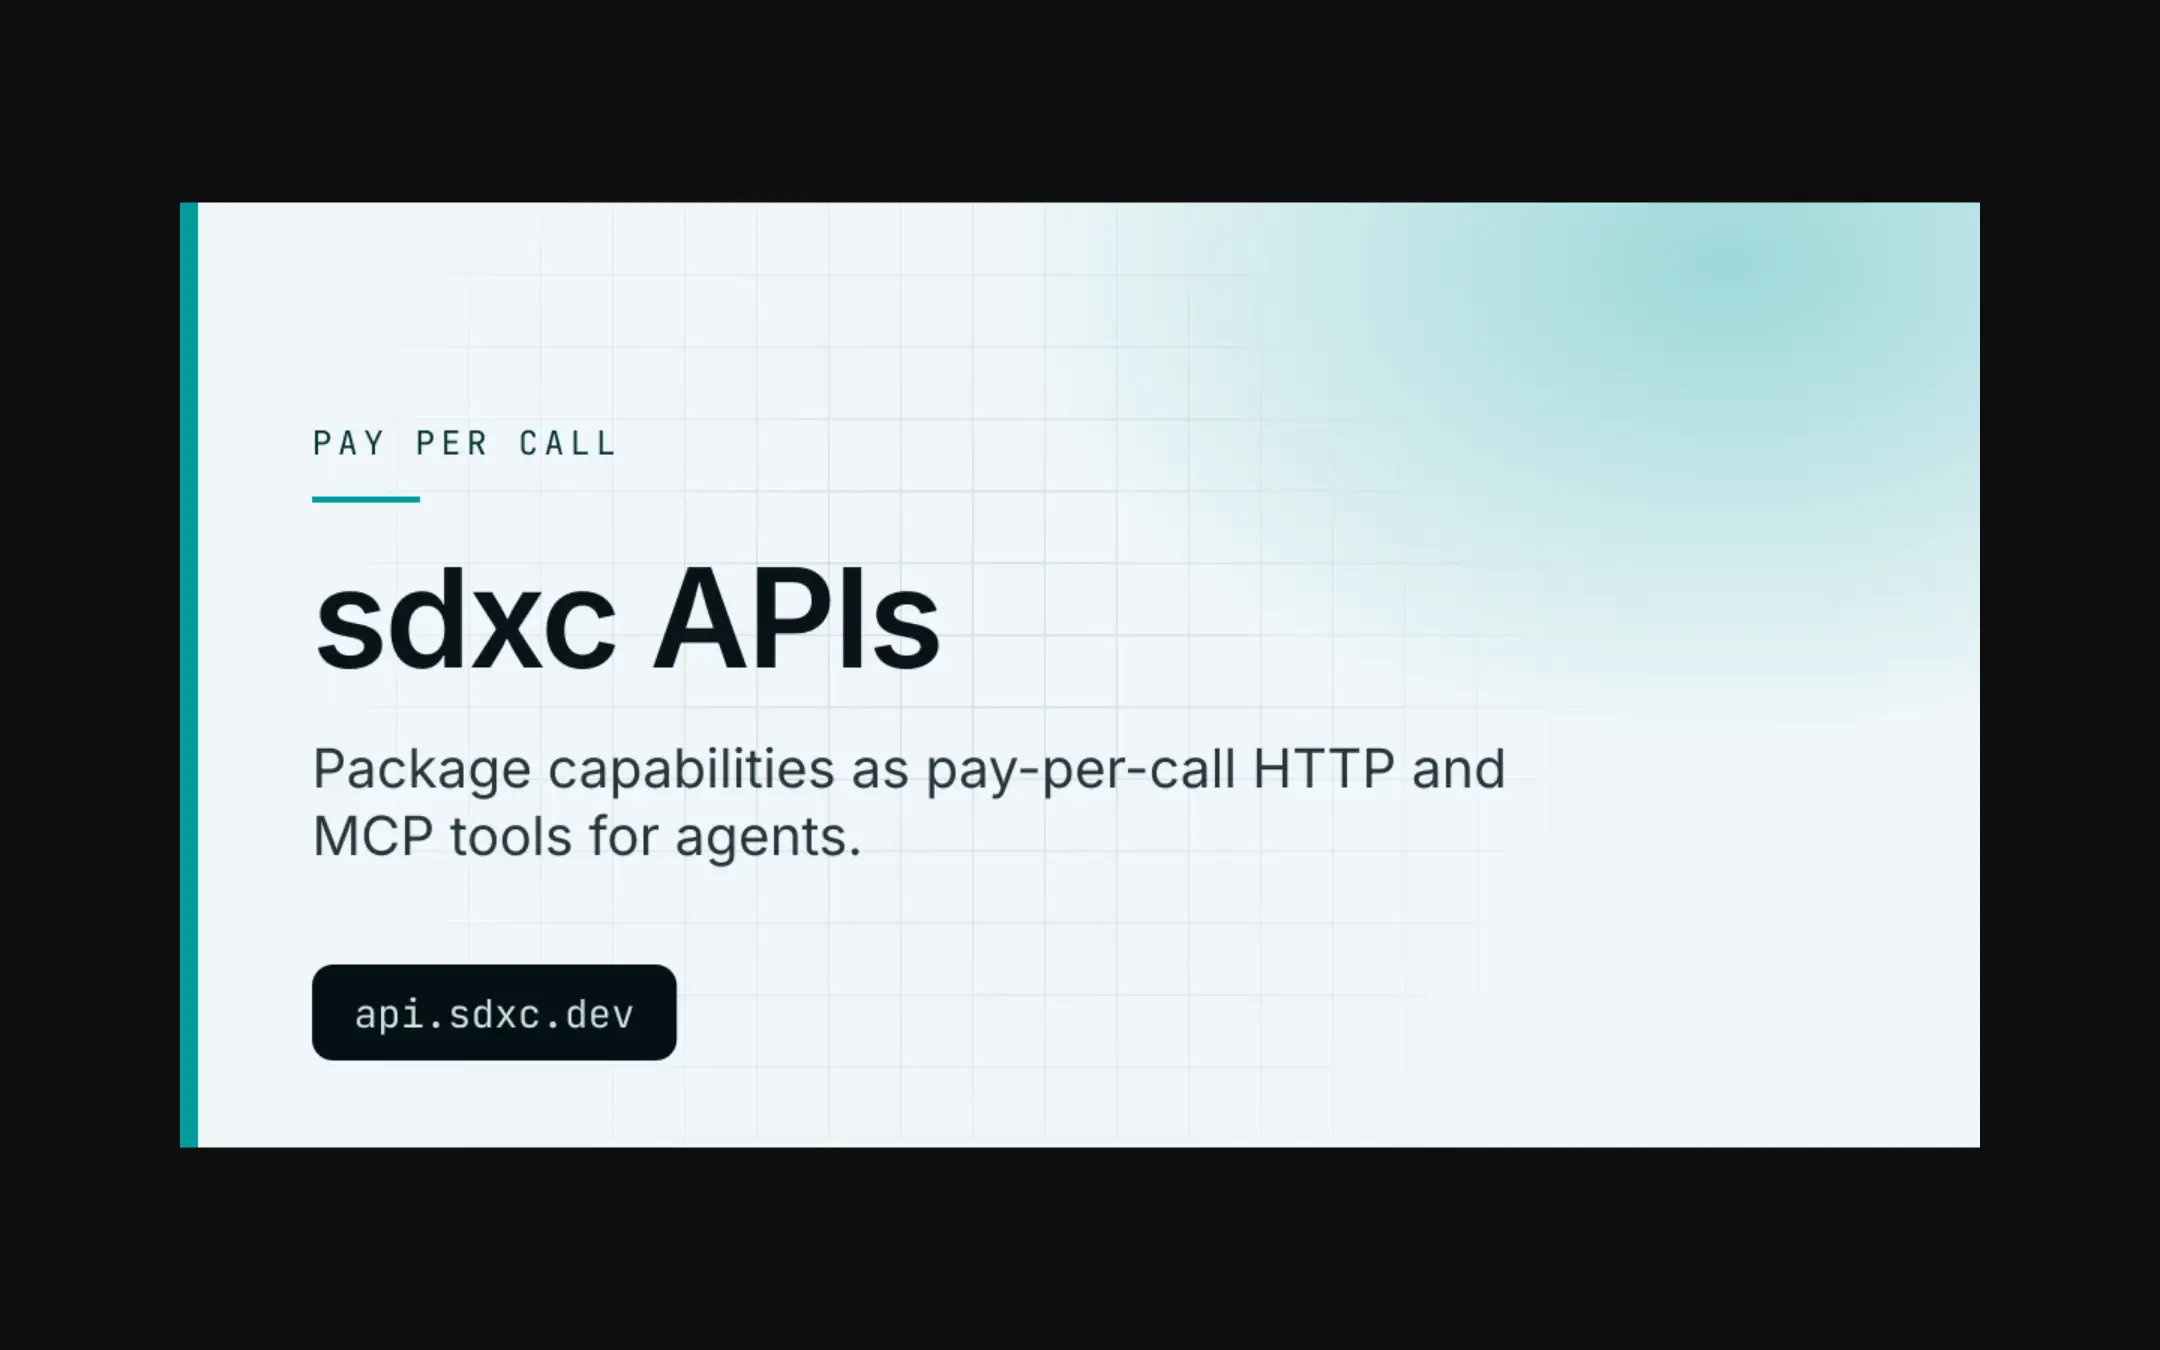 PAY PER CALL
sdxc APIs
Package capabilities as pay-per-call HTTP and
MCP tools for agents.
api.sdxc.dev